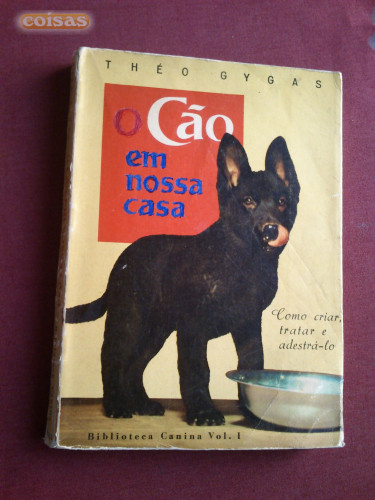 coisas
THÉO GYGAS
O Cão
em
nossa
casa
Como criar,
tratar e
adestrá-lo
Biblioteca Canina Vol. 1